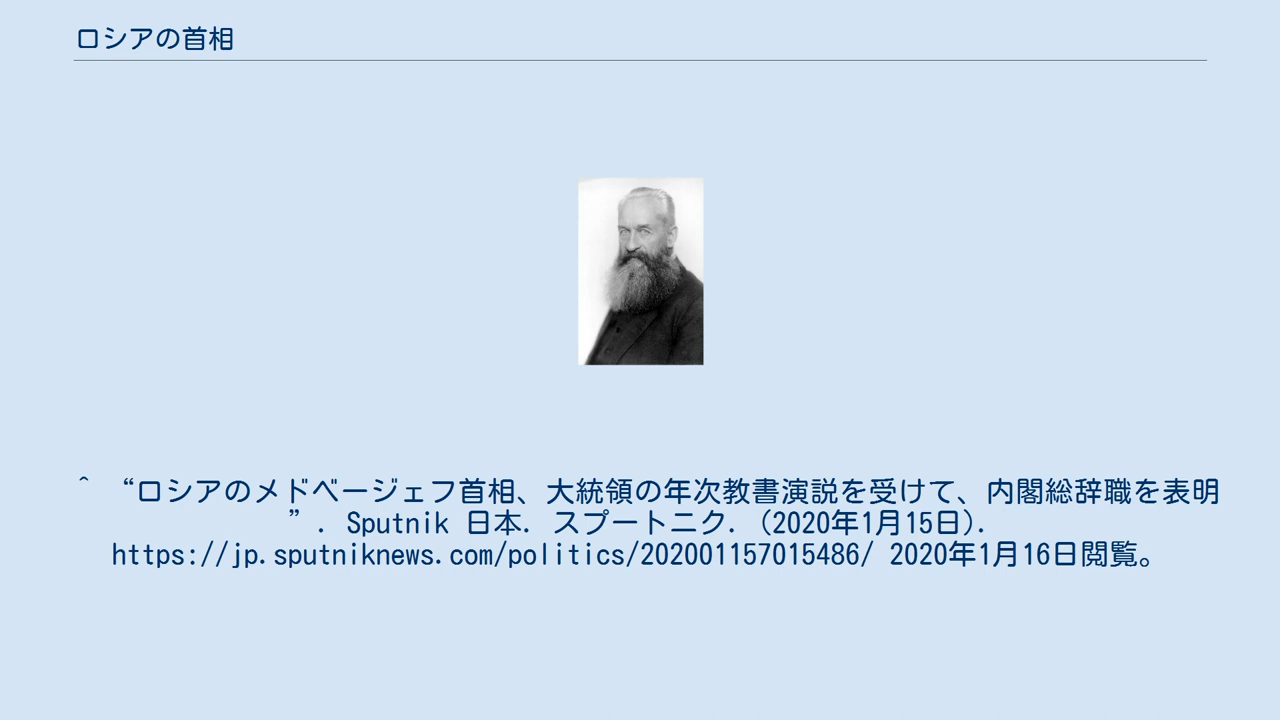 ロシアの首相
^ “ロシアのメドベージェフ首相、大統領の年次教書演説を受けて、内閣総辞職を表明
”. Sputnik 日本. スプートニク. (2020年1月15日).
https://jp.sputniknews.com/politics/202001157015486/ 2020年1月16日閲覧。